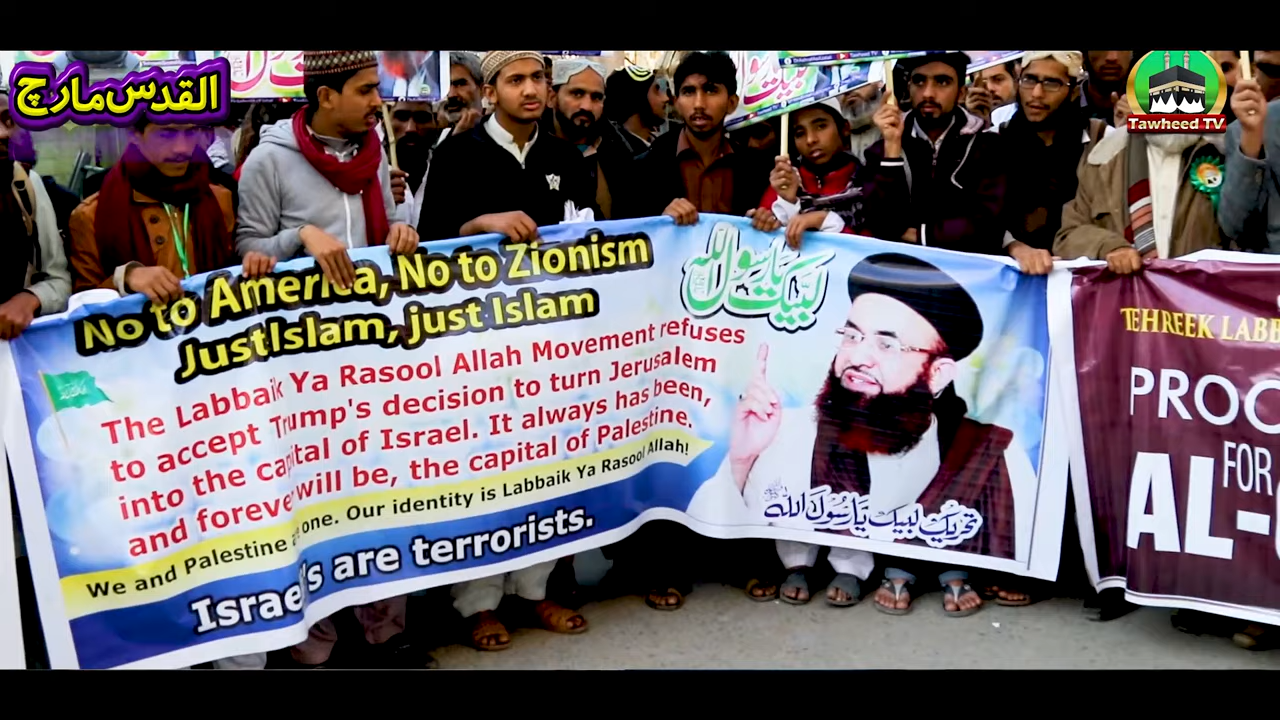 القدس مارچ
Tawheed TV
No to America, No to Zionism
Just Islam, just Islam
The Labbaik Ya Rasool Allah Movement refuses
to accept Trump's decision to turn Jerusalem
into the capital of Israel. It always has been,
and forever will be, the capital of Palestine.
We and Palestine are one. Our identity is Labbaik Ya Rasool Allah!
Israel's are terrorists.
لبیک یا رسول اللہ
تحریک لبیک یا رسول اللہ
TEHREEK LABB
PROC
FOR
AL-